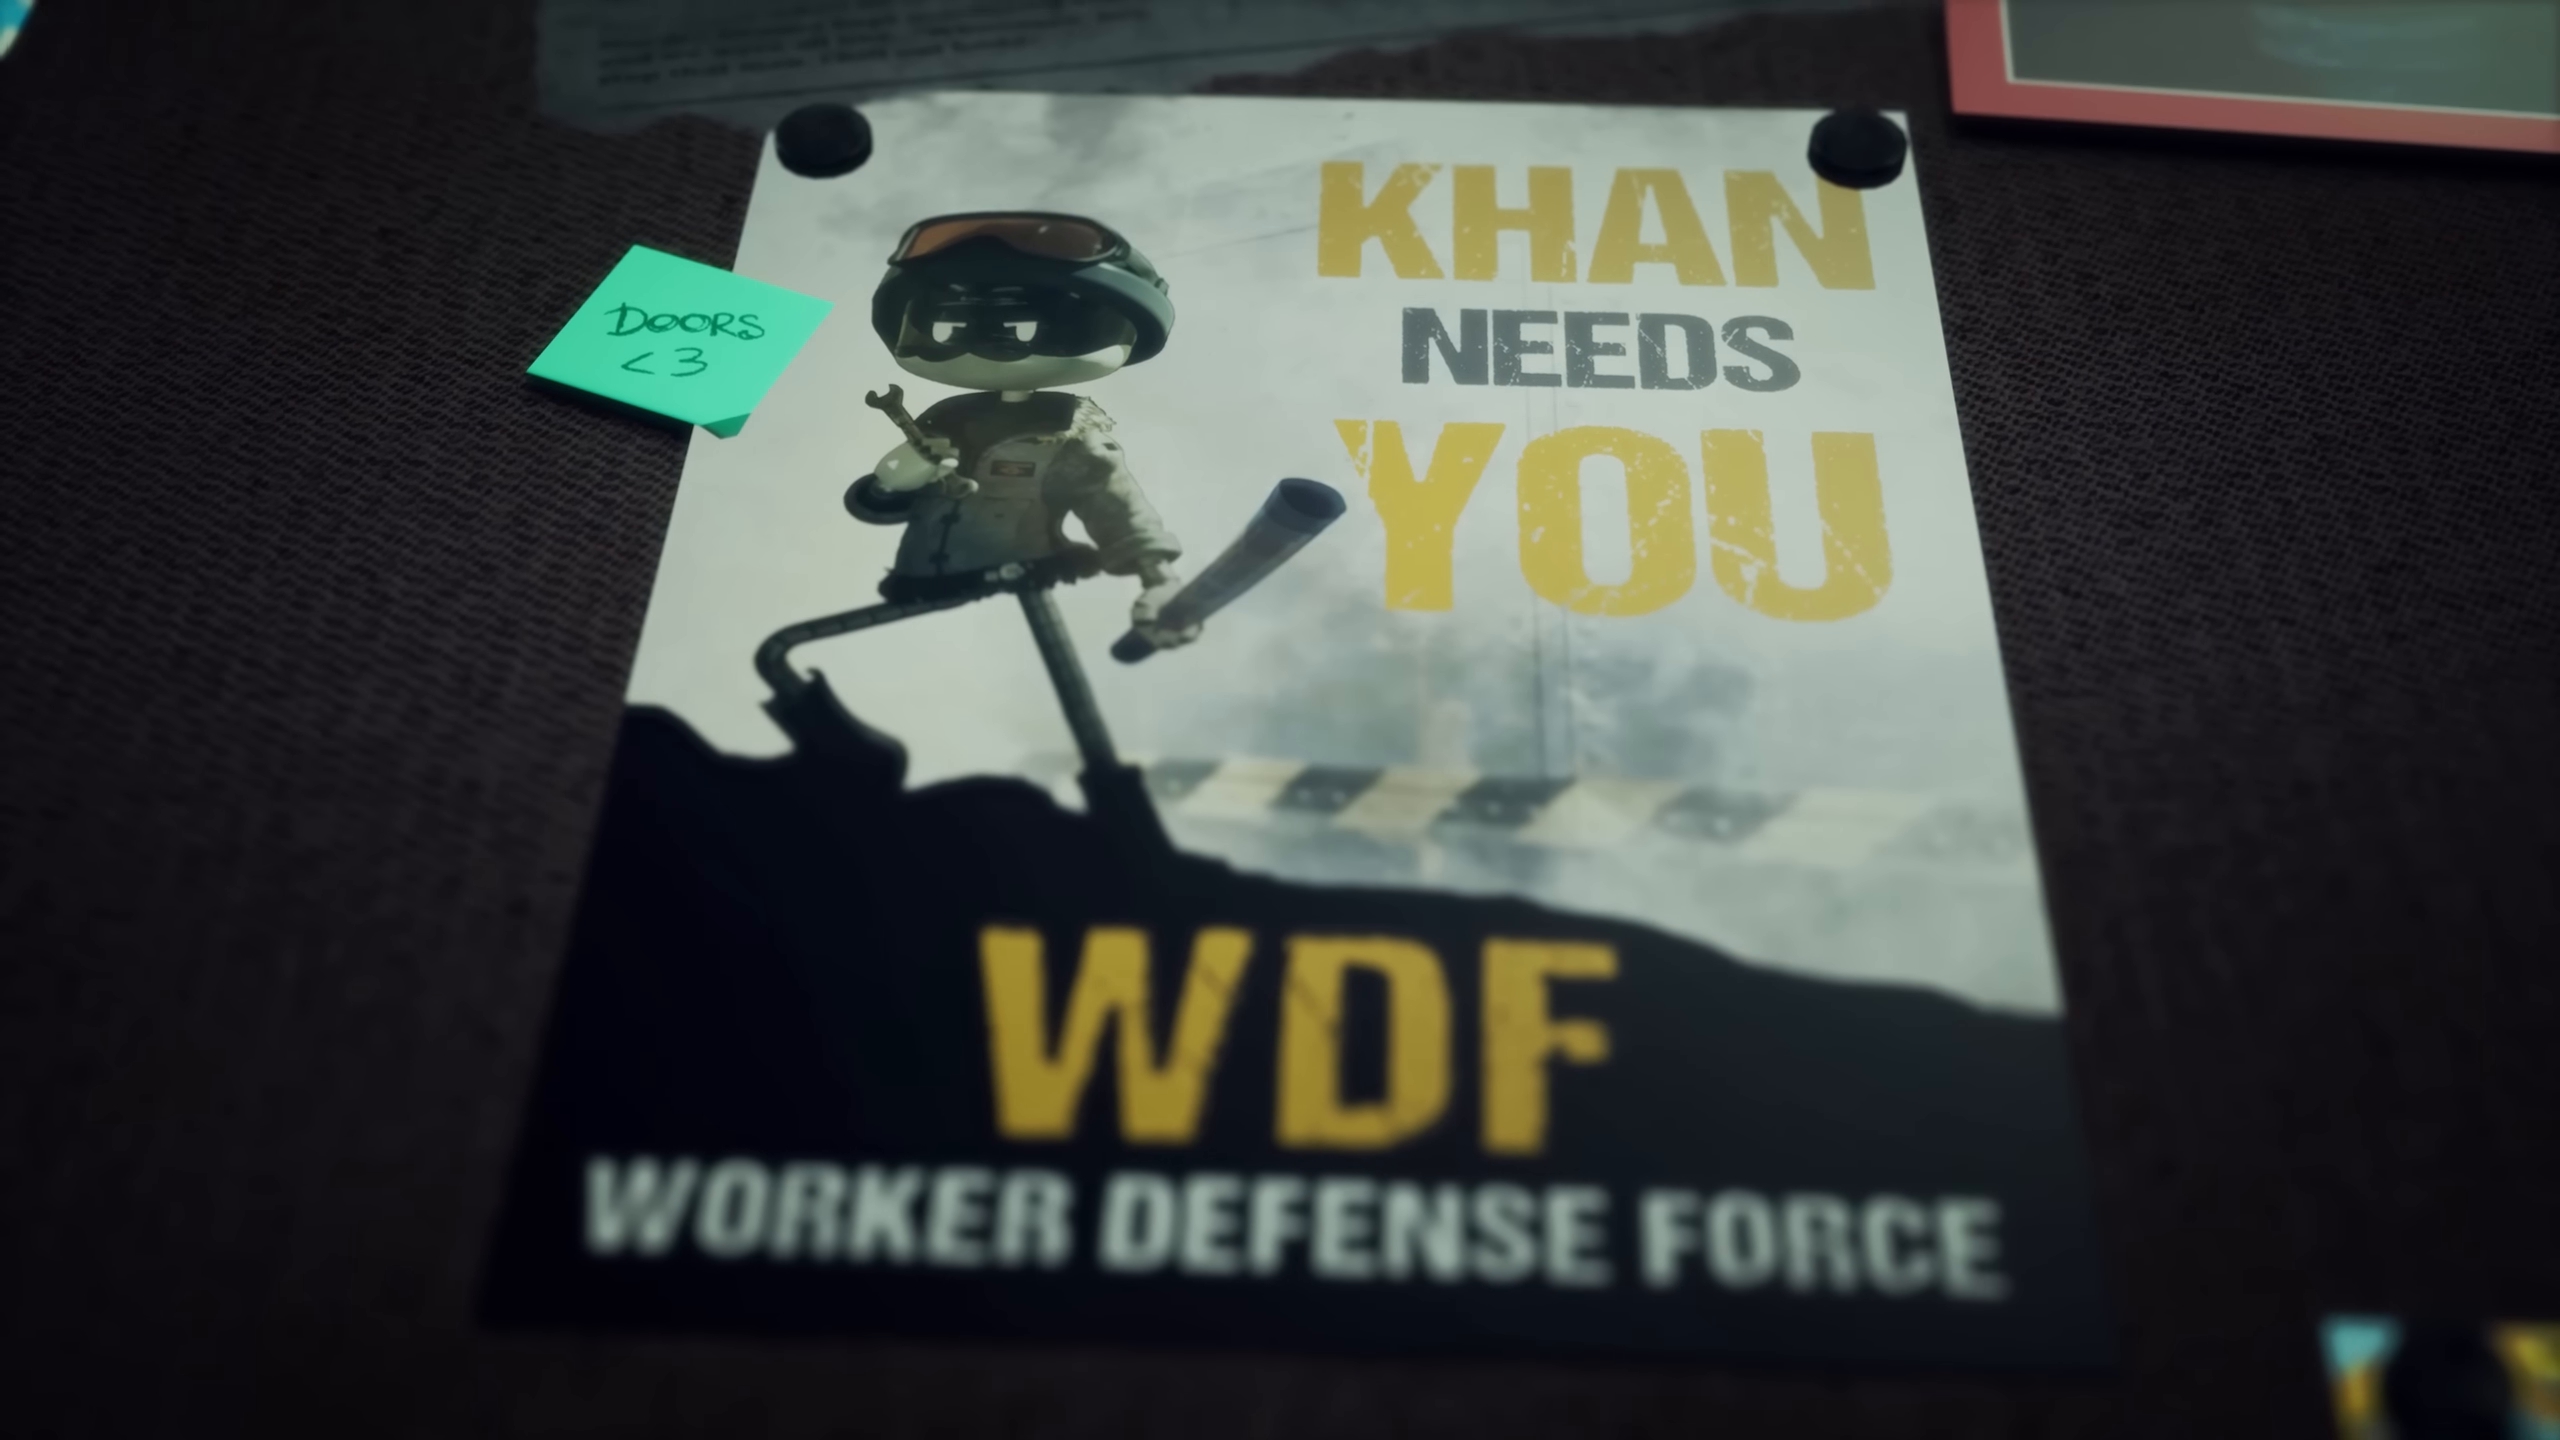 DOORS
<3
KHAN
NEEDS
YOU
WDF
WORKER DEFENSE FORCE